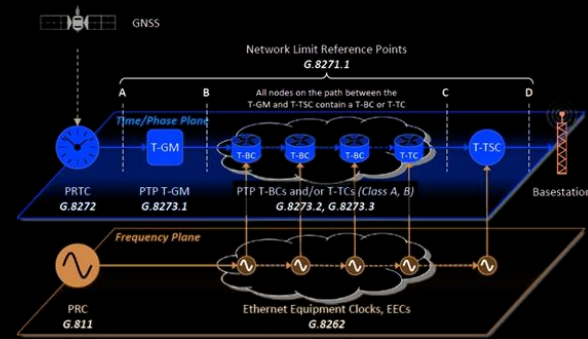 GNSS
Network Limit Reference Points
G.8271.1
All nodes on the path between the
T-GM and T-TSC contain a T-BC or T-TC
A
B
C
D
Time/Phase Plane
T-GM
T-BC
T-BC
T-BC
T-TC
T-TSC
PRTC
G.8272
PTP T-GM
G.8273.1
PTP T-BCs and/or T-TCs (Class A, B)
G.8273.2, G.8273.3
Basestation
Frequency Plane
PRC
G.811
Ethernet Equipment Clocks, EECs
G.8262